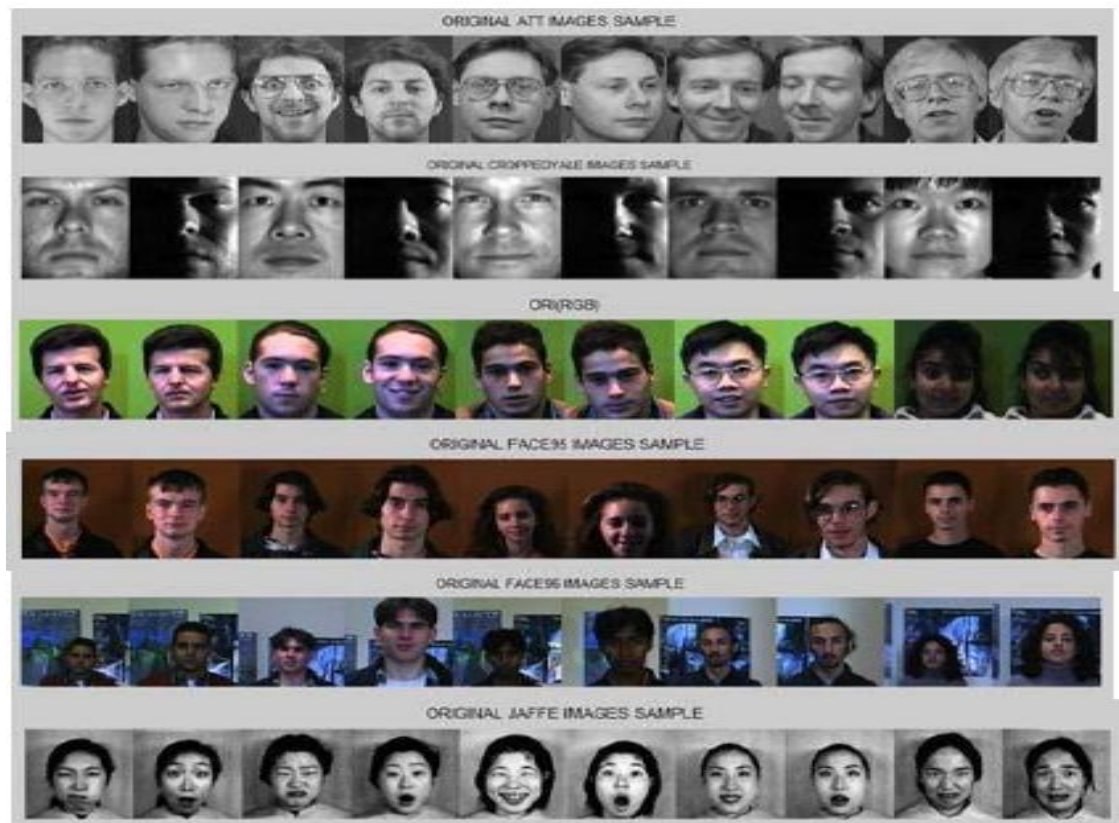 ORIGINAL ATT IMAGES SAMPLE
ORIGINAL CROPPEDYALE IMAGES SAMPLE
ORI(RGB)
ORIGINAL FACE95 IMAGES SAMPLE
ORIGINAL FACE96 IMAGES SAMPLE
ORIGINAL JAFFE IMAGES SAMPLE